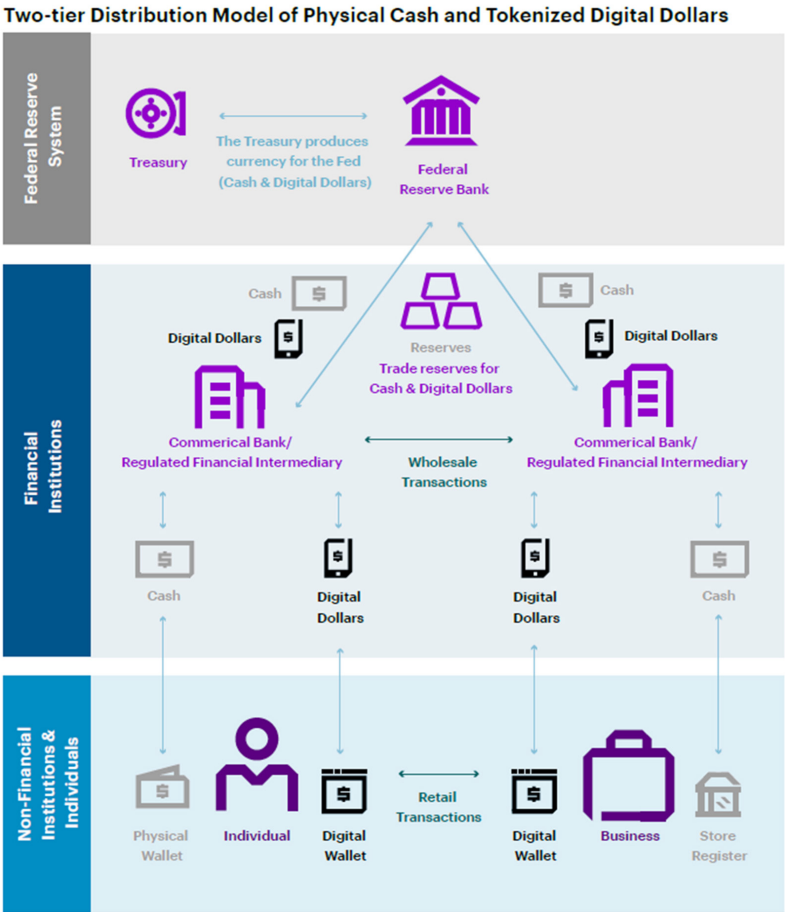 Two-tier Distribution Model of Physical Cash and Tokenized Digital Dollars
Federal Reserve
System
Treasury
The Treasury produces
currency for the Fed
(Cash & Digital Dollars)
Federal
Reserve Bank
Financial
Institutions
Cash
$
Digital Dollars
$
Reserves
Trade reserves for
Cash & Digital Dollars
$
Cash
$
Digital Dollars
Commerical Bank/
Regulated Financial Intermediary
Wholesale
Transactions
Commerical Bank/
Regulated Financial Intermediary
$
Cash
$
Digital
Dollars
$
Digital
Dollars
$
Cash
Non-Financial
Institutions &
Individuals
$
Physical
Wallet
Individual
$
Digital
Wallet
Retail
Transactions
$
Digital
Wallet
Business
Store
Register